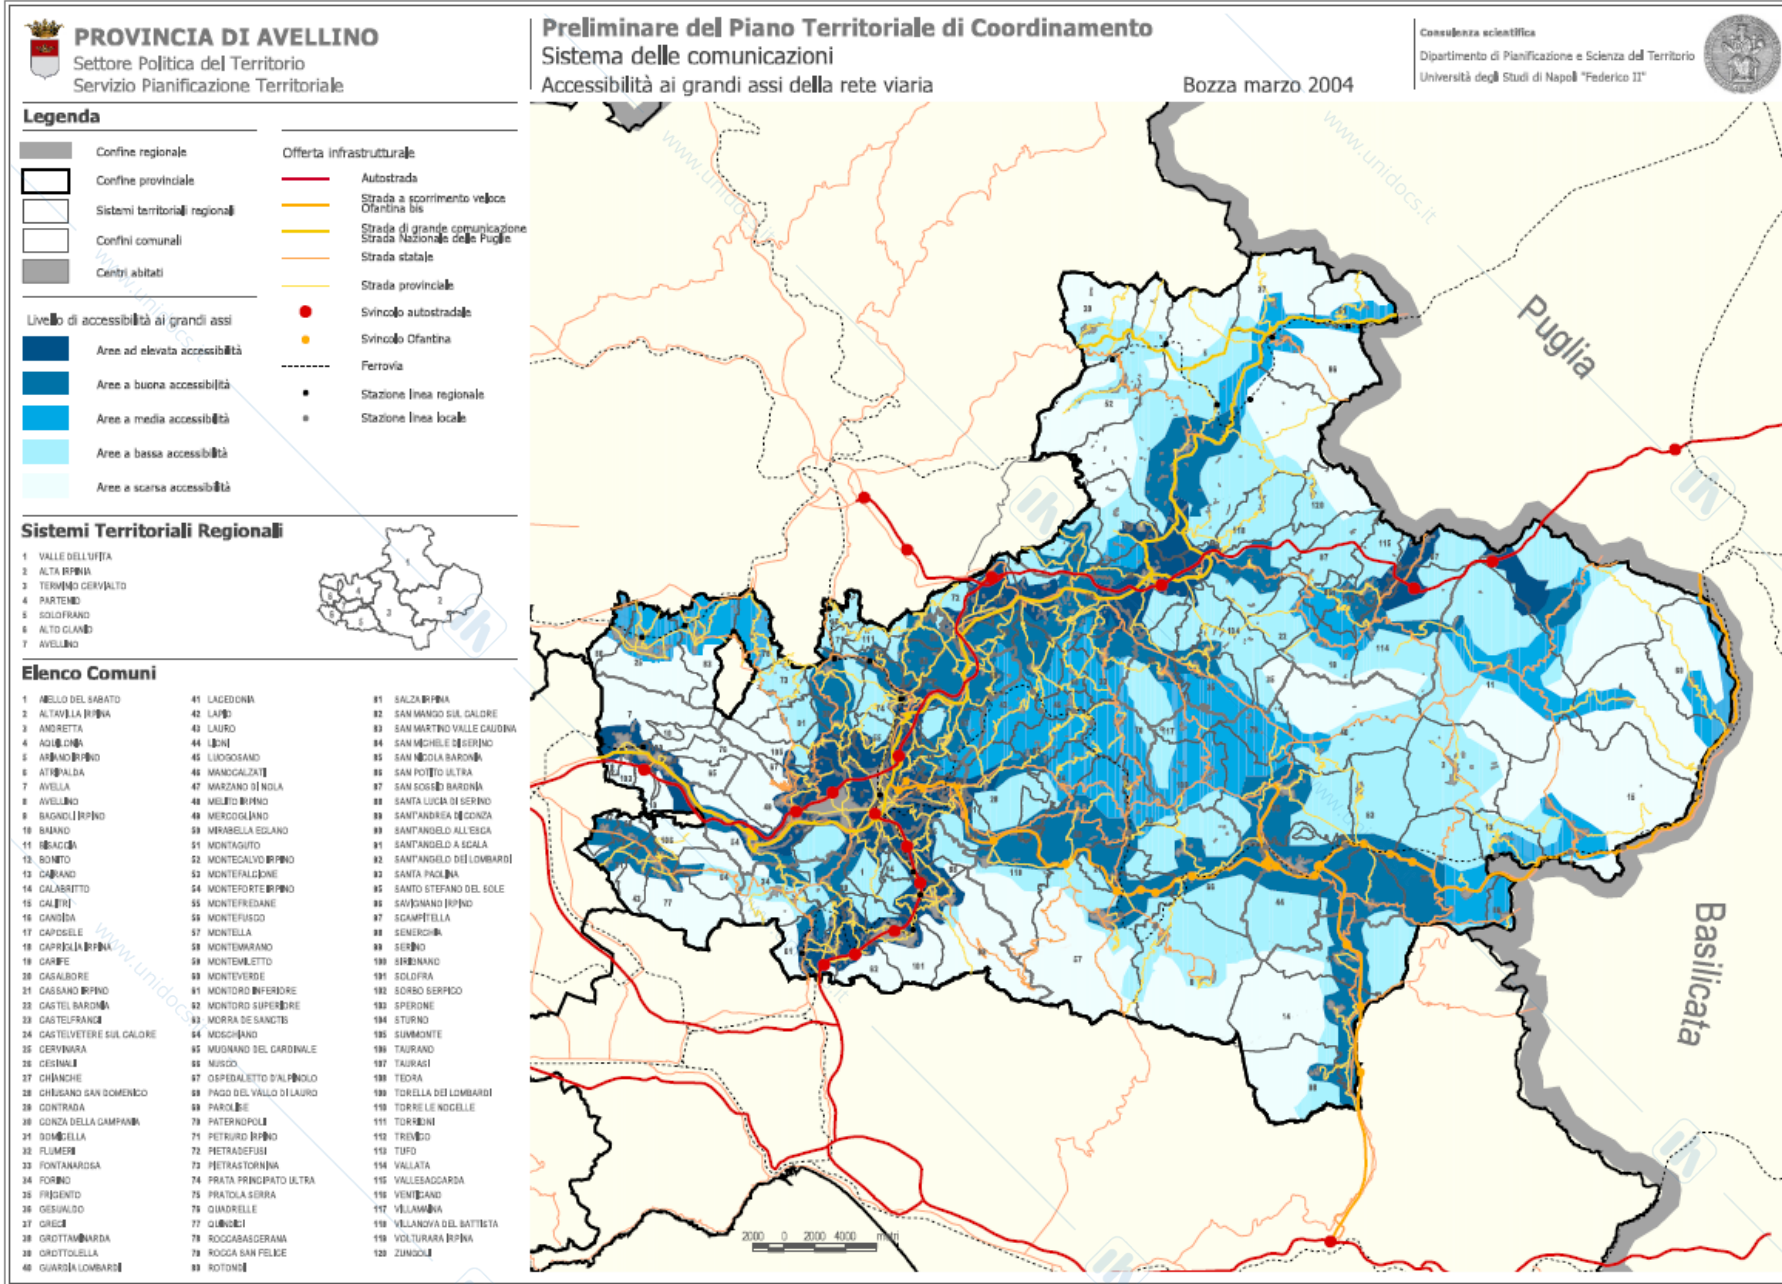 PROVINCIA DI AVELLINO
Settore Politica del Territorio
Servizio Pianificazione Territoriale
Preliminare del Piano Territoriale di Coordinamento
Sistema delle comunicazioni
Accessibilità ai grandi assi della rete viaria
Bozza marzo 2004
Consulenza scientifica
Dipartimento di Pianificazione e Scienza del Territorio
Università degli Studi di Napoli "Federico II"
Legenda
Confine regionale
Confine provinciale
Sistemi territoriali regionali
Confini comunali
Centri abitati
Livello di accessibilità ai grandi assi
Aree ad elevata accessibilità
Aree a buona accessibilità
Aree a media accessibilità
Aree a bassa accessibilità
Aree a scarsa accessibilità
Offerta infrastrutturale
Autostrada
Strada a scorrimento veloce
Ofantina bis
Strada di grande comunicazione
Strada Nazionale delle Puglie
Strada statale
Strada provinciale
Svincolo autostradale
Svincolo Ofantina
Ferrovia
Stazione linea regionale
Stazione linea locale
Sistemi Territoriali Regionali
1 VALLE DELL'UFITA
2 ALTA IRPINIA
3 TERMINIO CERVIALTO
4 PARTENIO
5 SOLOFRANO
6 ALTO CLANIO
7 AVELLINO
Elenco Comuni
1 AIELLO DEL SABATO
2 ALTAVILLA IRPINA
3 ANDRETTA
4 AQUILONIA
5 ARIANO IRPINO
6 ATRIPALDA
7 AVELLA
8 AVELLINO
9 BAGNOLI IRPINO
10 BAIANO
11 BISACCIA
12 BONITO
13 CAIRANO
14 CALABRITTO
15 CALITRI
16 CANDIDA
17 CAPOSELE
18 CAPRIGLIA IRPINA
19 CARIFE
20 CASALBORE
21 CASSANO IRPINO
22 CASTEL BARONIA
23 CASTELFRANCI
24 CASTELVETERE SUL CALORE
25 CERVINARA
26 CESINALI
27 CHIANCHE
28 CHIUSANO SAN DOMENICO
29 CONTRADA
30 CONZA DELLA CAMPANIA
31 DOMICELLA
32 FLUMERI
33 FONTANAROSA
34 FORINO
35 FRIGENTO
36 GESUALDO
37 GRECI
38 GROTTAMINARDA
39 GROTTOLELLA
40 GUARDIA LOMBARDI
41 LACEDONIA
42 LAPIO
43 LAURO
44 LIONI
45 LUOGOSANO
46 MANOCALZATI
47 MARZANO DI NOLA
48 MELITO IRPINO
49 MERCOGLIANO
50 MIRABELLA ECLANO
51 MONTAGUTO
52 MONTECALVO IRPINO
53 MONTEFALCIONE
54 MONTEFORTE IRPINO
55 MONTEFREDANE
56 MONTEFUSCO
57 MONTELLA
58 MONTEMARANO
59 MONTEMILETTO
60 MONTEVERDE
61 MONTORO INFERIORE
62 MONTORO SUPERIORE
63 MORRA DE SANCTIS
64 MOSCHIANO
65 MUGNANO DEL CARDINALE
66 NUSCO
67 OSPEDALETTO D'ALPINOLO
68 PAGO DEL VALLO DI LAURO
69 PAROLISE
70 PATERNOPOLI
71 PETRURO IRPINO
72 PIETRADEFUSI
73 PIETRASTORNINA
74 PRATA PRINCIPATO ULTRA
75 PRATOLA SERRA
76 QUADRELLE
77 QUINDICI
78 ROCCABASCERANA
79 ROCCA SAN FELICE
80 ROTONDI
81 SALZA IRPINA
82 SAN MANGO SUL CALORE
83 SAN MARTINO VALLE CAUDINA
84 SAN MICHELE DI SERINO
85 SAN NICOLA BARONIA
86 SAN POTITO ULTRA
87 SAN SOSSIO BARONIA
88 SANTA LUCIA DI SERINO
89 SANT'ANDREA DI CONZA
90 SANT'ANGELO ALL'ESCA
91 SANT'ANGELO A SCALA
92 SANT'ANGELO DEI LOMBARDI
93 SANTA PAOLINA
95 SANTO STEFANO DEL SOLE
96 SAVIGNANO IRPINO
97 SCAMPITELLA
98 SENERCHIA
99 SERINO
100 SIRIGNANO
101 SOLOFRA
102 SORBO SERPICO
103 SPERONE
104 STURNO
105 SUMMONTE
106 TAURANO
107 TAURASI
108 TEORA
109 TORELLA DEI LOMBARDI
110 TORRE LE NOCELLE
111 TORRIONI
112 TREVICO
113 TUFO
114 VALLATA
115 VALLESACCARDA
116 VENTICANO
117 VILLAMAINA
118 VILLANOVA DEL BATTISTA
119 VOLTURARA IRPINA
120 ZUNGOLI
Puglia
Basilicata
2000 0 2000 4000 metri
www.unidocs.it